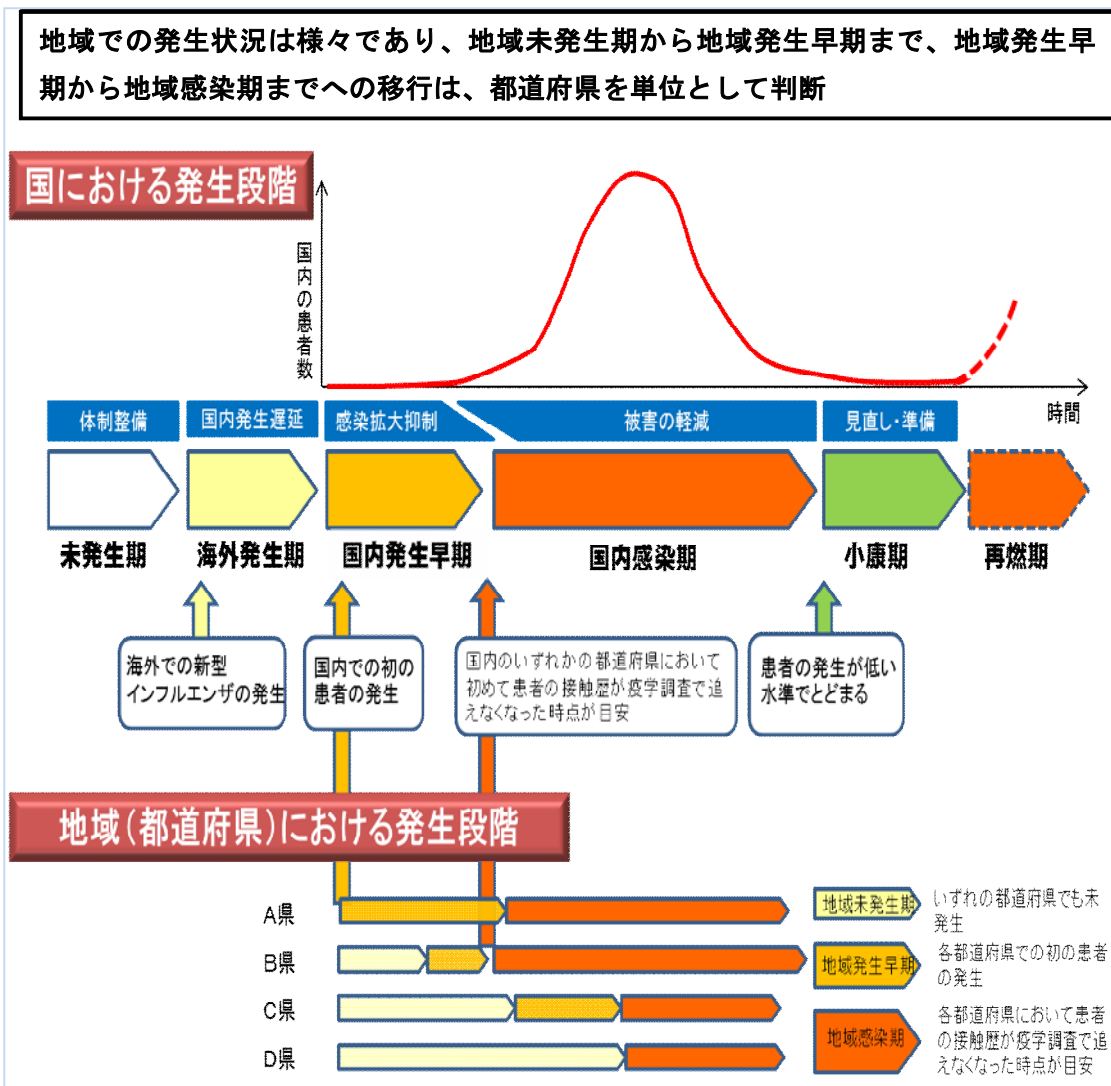 地域での発生状況は様々であり、地域未発生期から地域発生早期まで、地域発生早
期から地域感染期までへの移行は、都道府県を単位として判断
国における発生段階
国内の患者数
時間
体制整備
国内発生遅延
感染拡大抑制
被害の軽減
見直し・準備
未発生期
海外発生期
国内発生早期
国内感染期
小康期
再燃期
海外での新型
インフルエンザの発生
国内での初の
患者の発生
国内のいずれかの都道府県において
初めて患者の接触歴が疫学調査で追
えなくなった時点が目安
患者の発生が低い
水準でとどまる
地域(都道府県)における発生段階
A県
B県
C県
D県
地域未発生期
いずれの都道府県でも未
発生
地域発生早期
各都道府県での初の患者
の発生
地域感染期
各都道府県において患者
の接触歴が疫学調査で追
えなくなった時点が目安